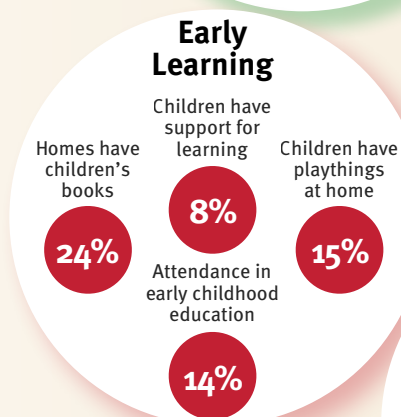 Early
Learning
Children have
support for
learning
8%
Homes have
children's
books
24%
Children have
playthings
at home
15%
Attendance in
early childhood
education
14%